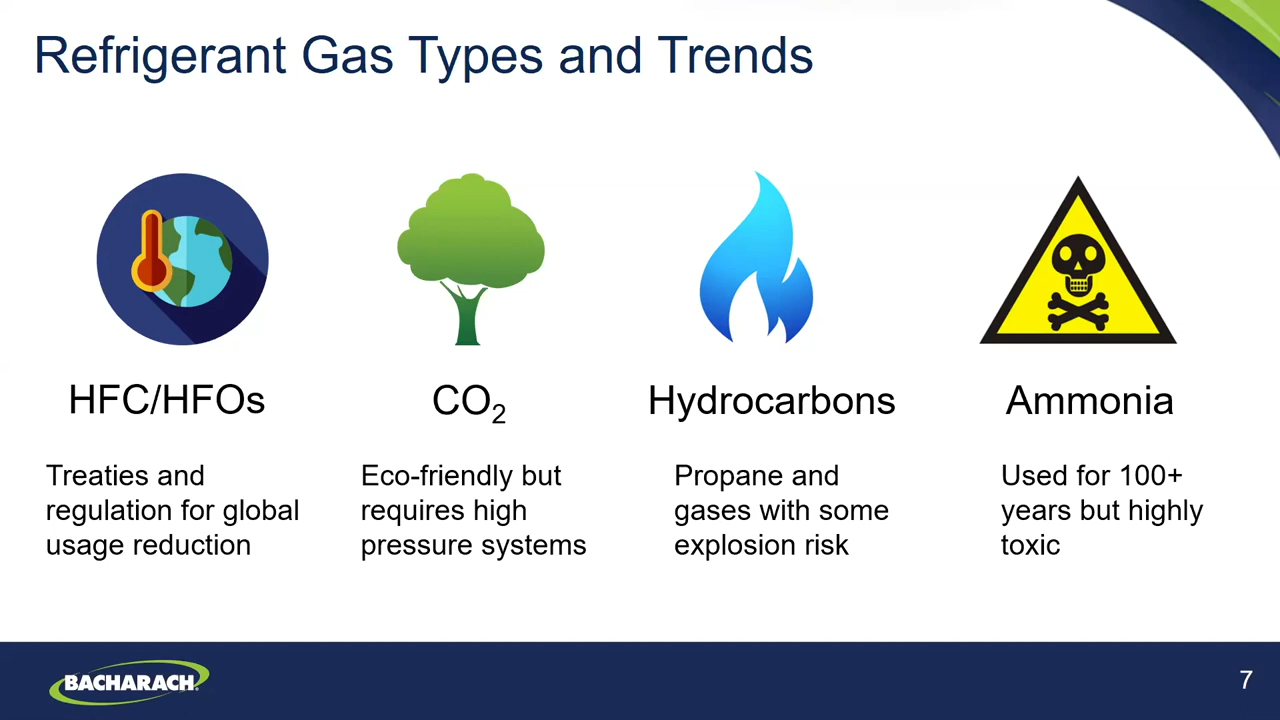 Refrigerant Gas Types and Trends
HFC/HFOs
Treaties and
regulation for global
usage reduction
CO₂
Eco-friendly but
requires high
pressure systems
Hydrocarbons
Propane and
gases with some
explosion risk
Ammonia
Used for 100+
years but highly
toxic
BACHARACH
7